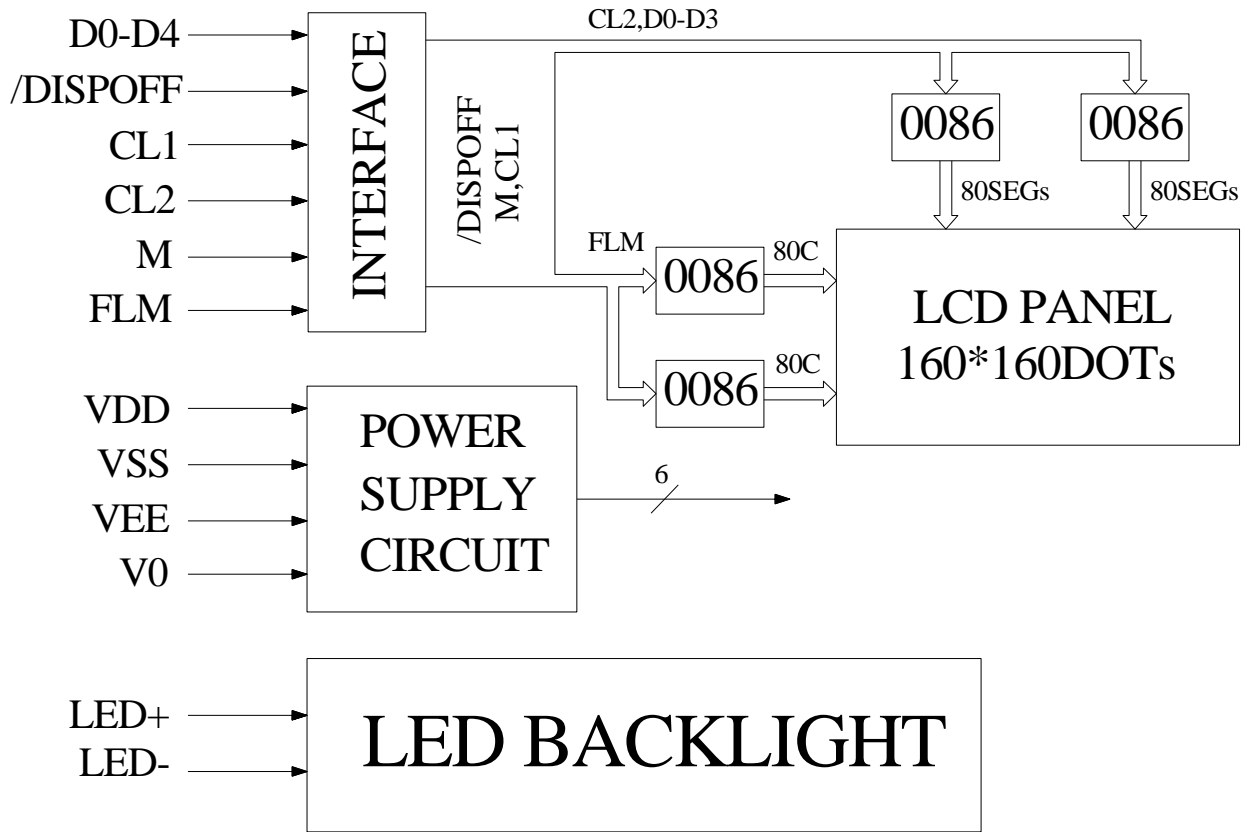 D0-D4
/DISPOFF
CL1
CL2
M
FLM
INTERFACE
CL2,D0-D3
/DISPOFF
M,CL1
0086
0086
80SEGs
80SEGs
FLM
0086
80C
0086
80C
LCD PANEL
160*160DOTs
VDD
VSS
VEE
V0
POWER
SUPPLY
CIRCUIT
6
LED+
LED-
LED BACKLIGHT